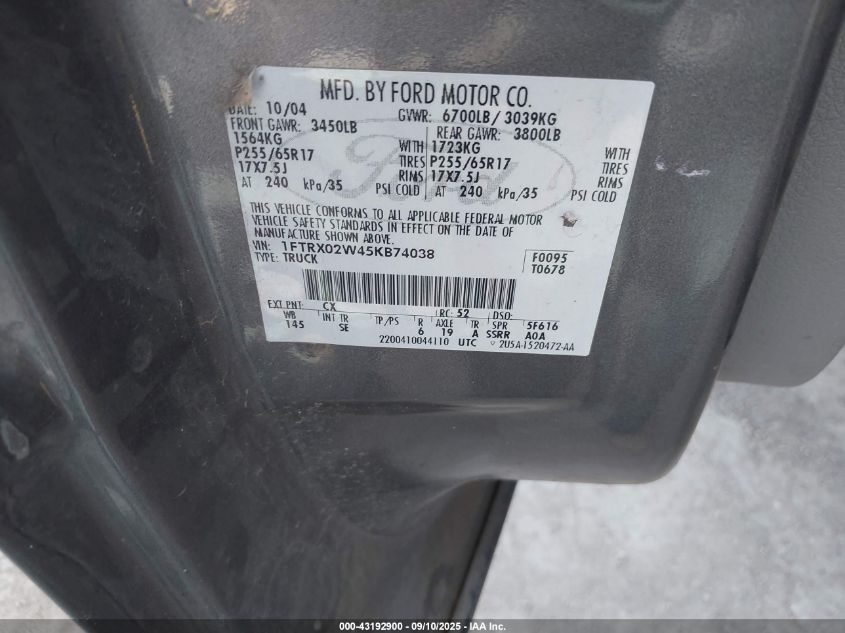 MFD. BY FORD MOTOR CO.
DATE: 10/04 GVWR: 6700LB/ 3039KG
FRONT GAWR: 3450LB REAR GAWR: 3800LB
1564KG WITH 1723KG WITH
P255/65R17 TIRES P255/65R17 TIRES
17X7.5J RIMS 17X7.5J RIMS
AT 240 kPa/35 PSI COLD AT 240 kPa/35 PSI COLD
THIS VEHICLE CONFORMS TO ALL APPLICABLE FEDERAL MOTOR
VEHICLE SAFETY STANDARDS IN EFFECT ON THE DATE OF
MANUFACTURE SHOWN ABOVE.
VIN: 1FTRX02W45KB74038 F0095
TYPE: TRUCK T0678
EXT PNT: CX RC: 52 DSO:
WB INT TR TP/PS R AXLE TR SPR 5F616
145 SE 6 19 A SSRR A0A
2200410044110 UTC 2U5A-1520472-AA
Ford
000-43192900 - 09/10/2025 - IAA Inc.